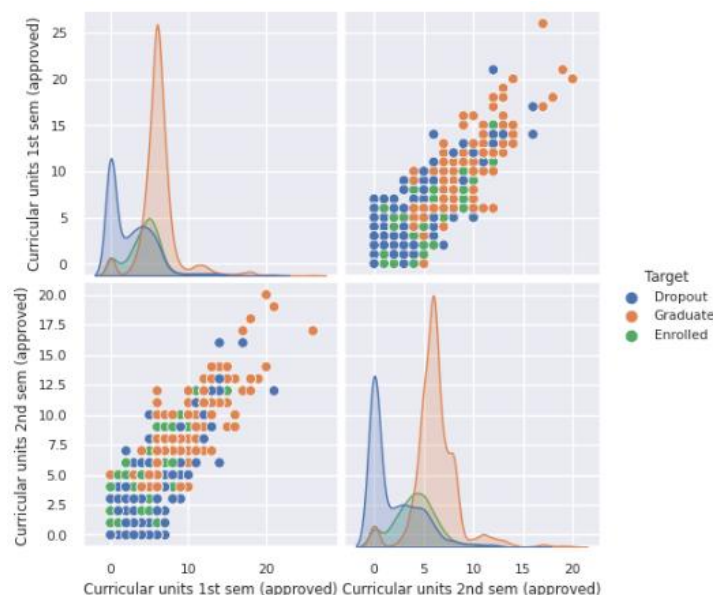 Curricular units 1st sem (approved)
25
20
15
10
5
0
Curricular units 2nd sem (approved)
20.0
17.5
15.0
12.5
10.0
7.5
5.0
2.5
0.0
0 10 20
0 5 10 15 20
Curricular units 1st sem (approved) Curricular units 2nd sem (approved)
Target
Dropout
Graduate
Enrolled